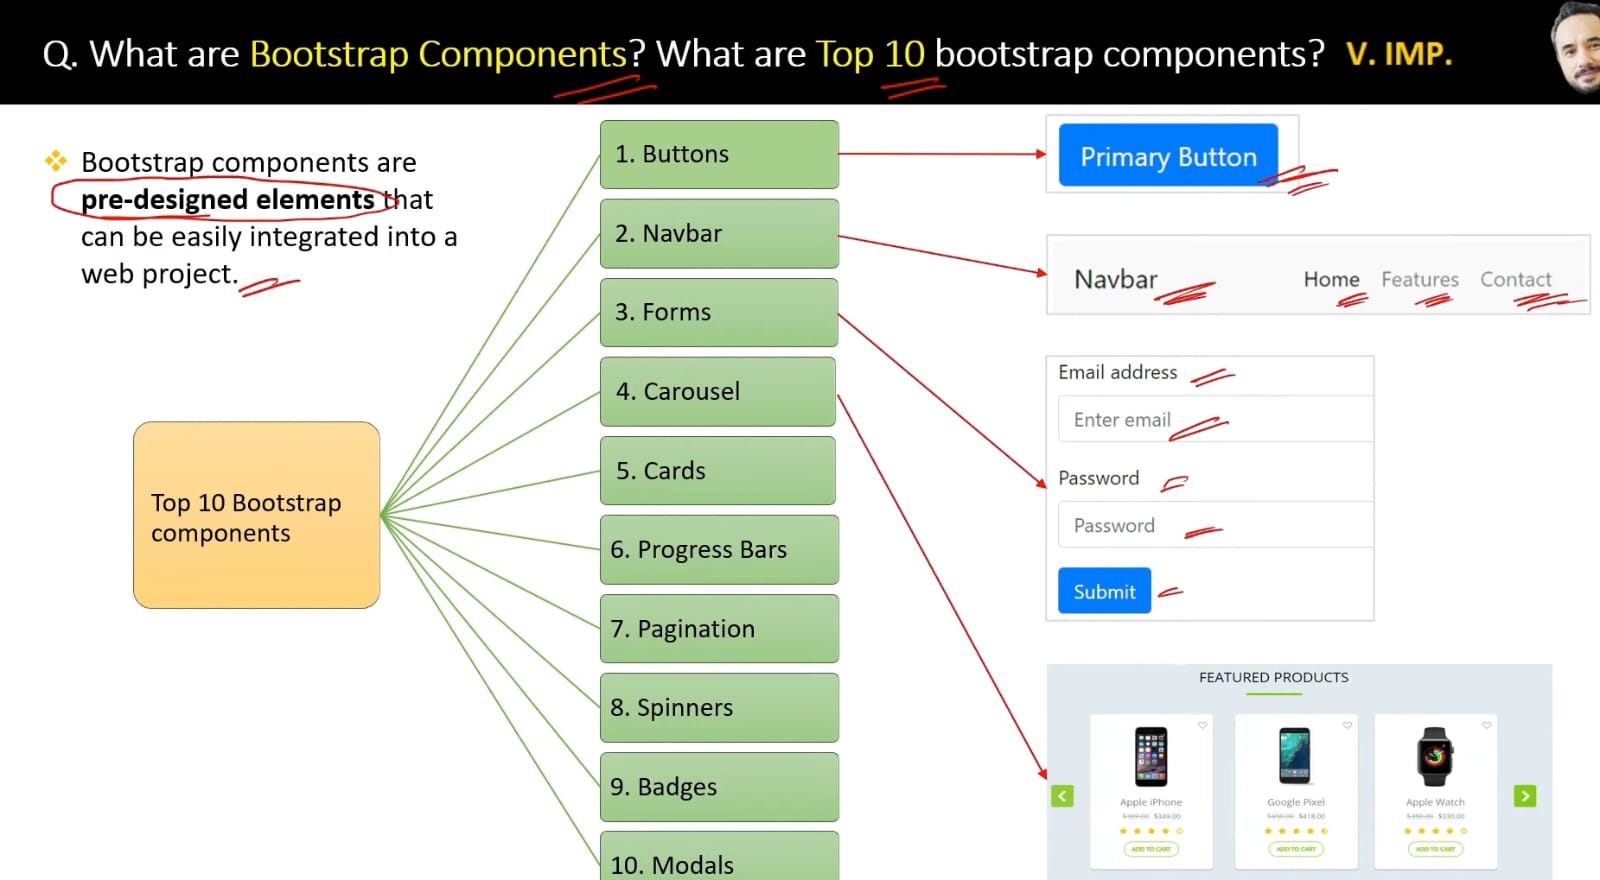 Q. What are Bootstrap Components? What are Top 10 bootstrap components? V. IMP.
Bootstrap components are
pre-designed elements that
can be easily integrated into a
web project.
Top 10 Bootstrap
components
1. Buttons
2. Navbar
3. Forms
4. Carousel
5. Cards
6. Progress Bars
7. Pagination
8. Spinners
9. Badges
10. Modals
Primary Button
Navbar Home Features Contact
Email address
Enter email
Password
Password
Submit
FEATURED PRODUCTS
Apple iPhone Google Pixel Apple Watch
$369.00 $349.00 $450.00 $418.00 $350.00 $330.00
ADD TO CART ADD TO CART ADD TO CART